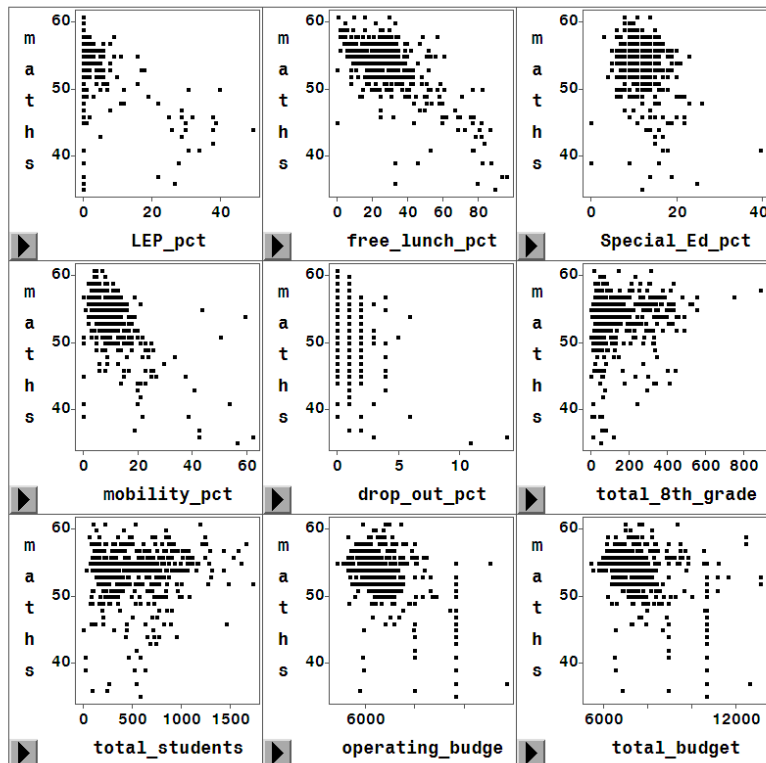 maths
60
50
40
0 20 40
LEP_pct
maths
60
50
40
0 20 40 60 80
free_lunch_pct
maths
60
50
40
0 20 40
Special_Ed_pct
maths
60
50
40
0 20 40 60
mobility_pct
maths
60
50
40
0 5 10
drop_out_pct
maths
60
50
40
0 200 400 600 800
total_8th_grade
maths
60
50
40
0 500 1000 1500
total_students
maths
60
50
40
6000
operating_budge
maths
60
50
40
6000 12000
total_budget